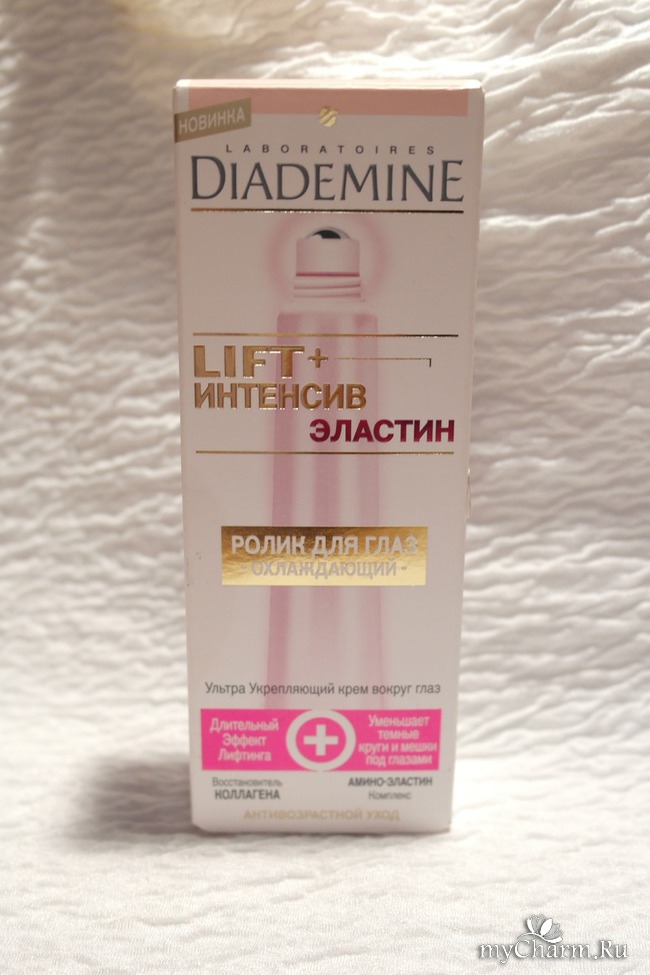 НОВИНКА
LABORATOIRES
DIADEMINE
LIFT+
ИНТЕНСИВ
ЭЛАСТИН
РОЛИК ДЛЯ ГЛАЗ
- ОХЛАЖДАЮЩИЙ -
Ультра Укрепляющий крем вокруг глаз
Длительный
Эффект
Лифтинга
Уменьшает
темные
круги и мешки
под глазами
Восстановитель
КОЛЛАГЕНА
АМИНО-ЭЛАСТИН
Комплекс
АНТИВОЗРАСТНОЙ УХОД
myCharm.Ru